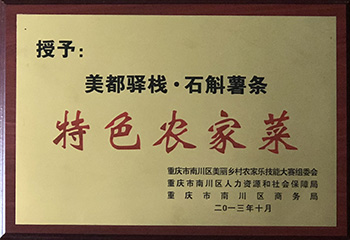 授予：
美都驿栈·石斛薯条
特色农家菜
重庆市南川区美丽乡村农家乐技能大赛组委会
重庆市南川区人力资源和社会保障局
重庆市南川区商务局
二0一三年十月